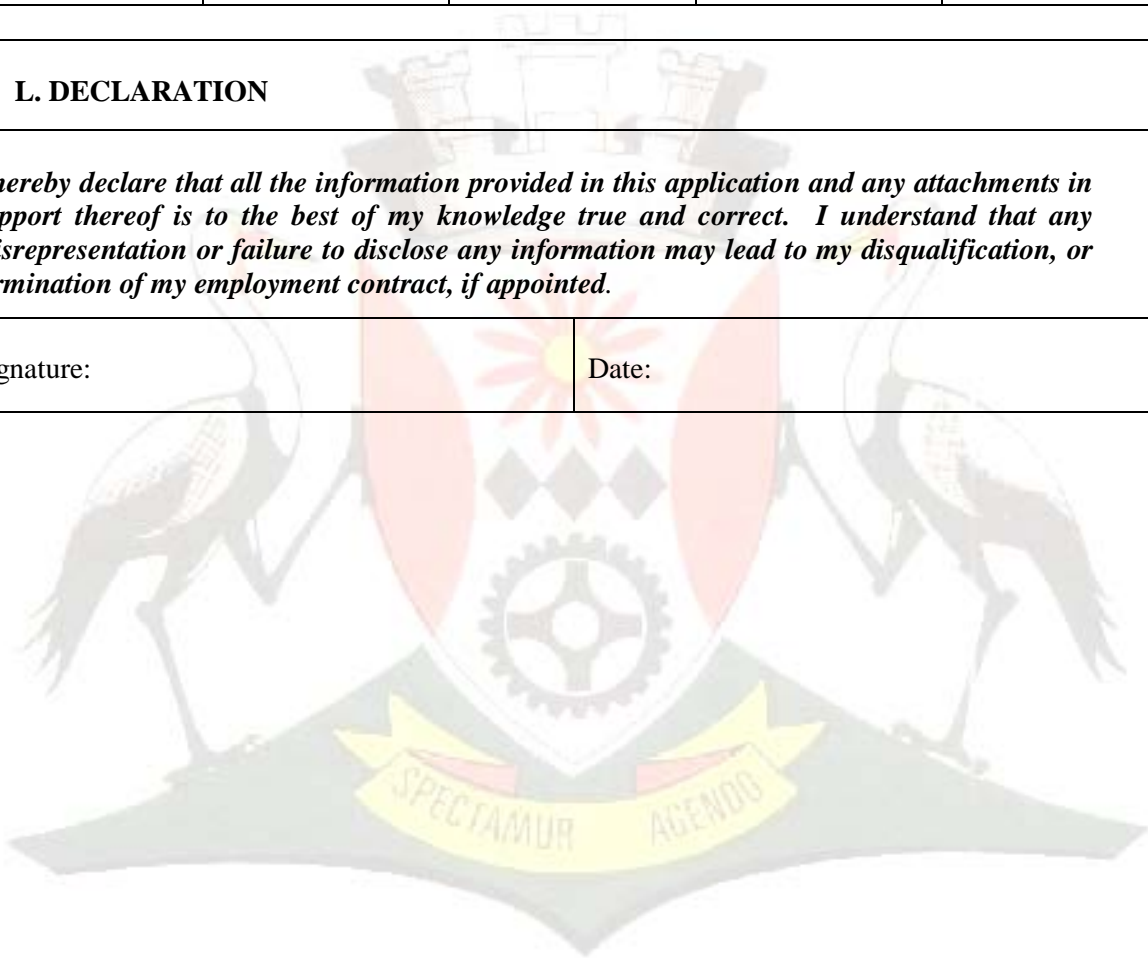 L. DECLARATION
hereby declare that all the information provided in this application and any attachments in
pport thereof is to the best of my knowledge true and correct. I understand that any
isrepresentation or failure to disclose any information may lead to my disqualification, or
rmination of my employment contract, if appointed.
gnature:
Date:
SPECTAMUR AGENDO